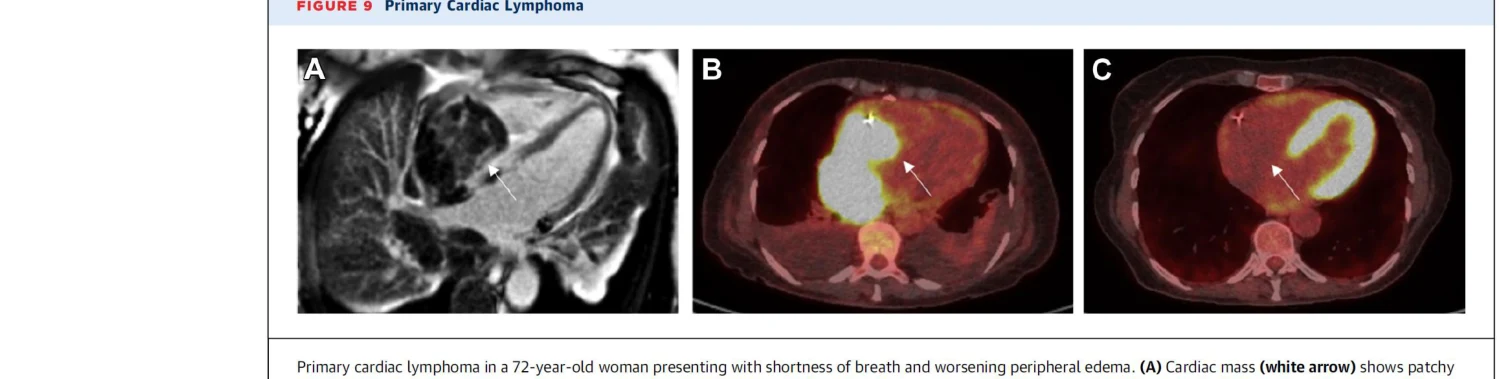 FIGURE 9 Primary Cardiac Lymphoma
A
B
C
Primary cardiac lymphoma in a 72-year-old woman presenting with shortness of breath and worsening peripheral edema. (A) Cardiac mass (white arrow) shows patchy